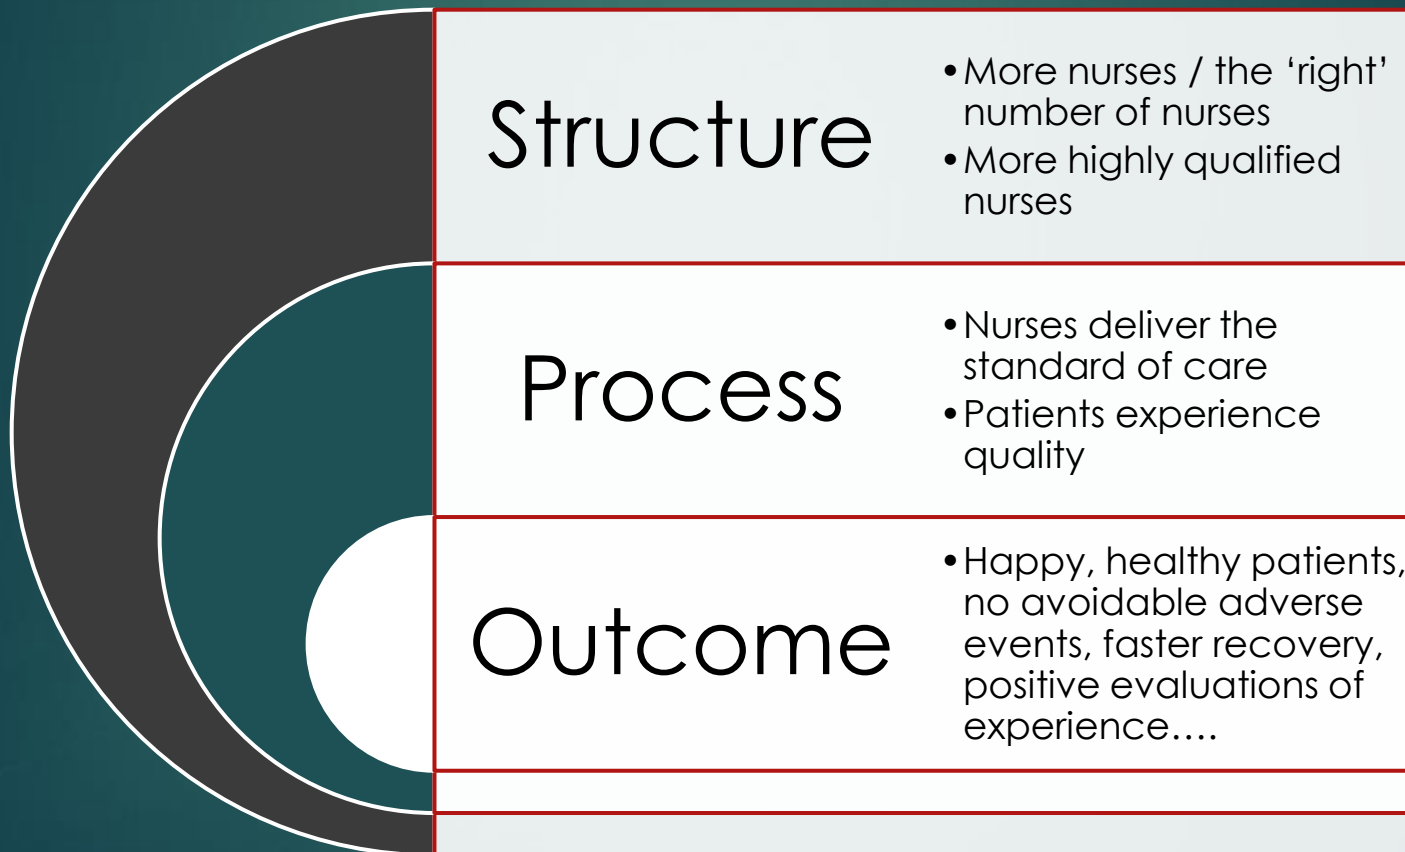 Structure
•More nurses / the ‘right’
number of nurses
•More highly qualified
nurses
Process
•Nurses deliver the
standard of care
•Patients experience
quality
Outcome
•Happy, healthy patients,
no avoidable adverse
events, faster recovery,
positive evaluations of
experience….